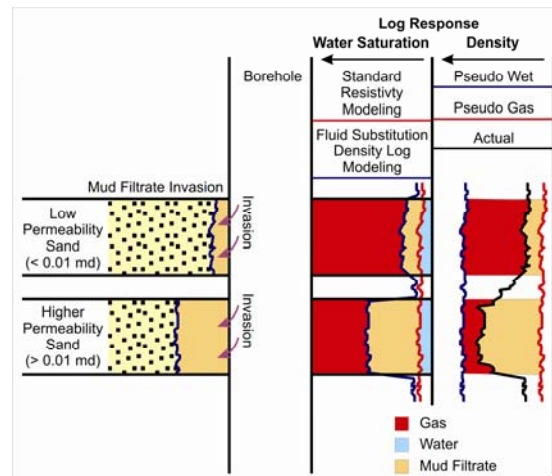 Log Response
Water Saturation
Density
Borehole
Standard
Resistivty
Modeling
Pseudo Wet
Pseudo Gas
Fluid Substitution
Density Log
Modeling
Actual
Mud Filtrate Invasion
Low
Permeability
Sand
(< 0.01 md)
Invasion
Higher
Permeability
Sand
(> 0.01 md)
Invasion
Gas
Water
Mud Filtrate